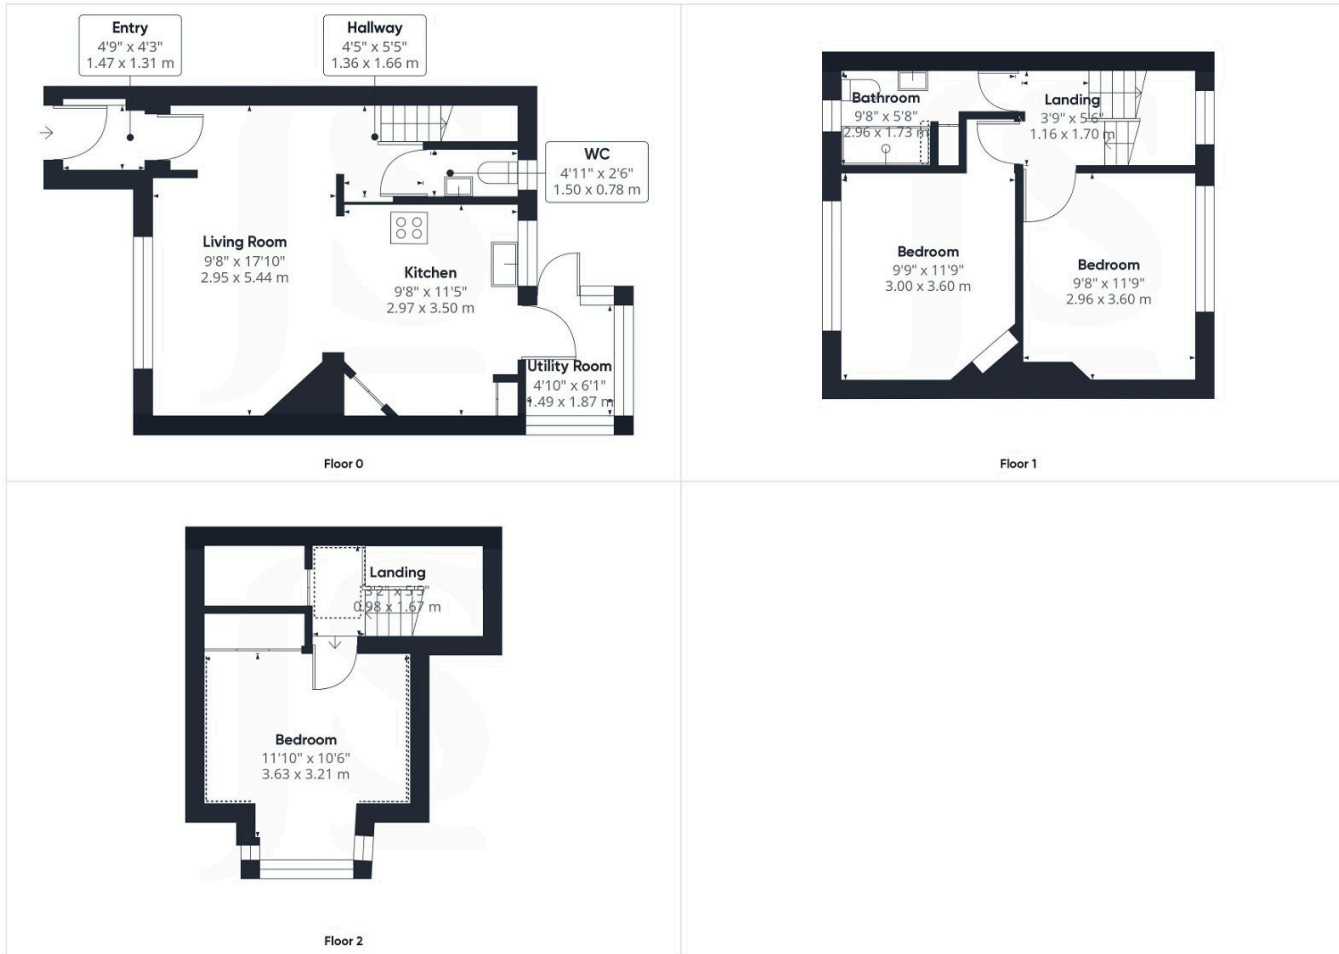 Entry
4'9" x 4'3"
1.47 x 1.31 m
Hallway
4'5" x 5'5"
1.36 x 1.66 m
WC
4'11" x 2'6"
1.50 x 0.78 m
Living Room
9'8" x 17'10"
2.95 x 5.44 m
Kitchen
9'8" x 11'5"
2.97 x 3.50 m
Utility Room
4'10" x 6'1"
1.49 x 1.87 m
Floor 0
Bathroom
9'8" x 5'8"
2.96 x 1.73 m
Landing
3'9" x 5'6"
1.16 x 1.70 m
Bedroom
9'9" x 11'9"
3.00 x 3.60 m
Bedroom
9'8" x 11'9"
2.96 x 3.60 m
Floor 1
Landing
3'2" x 5'5"
0.98 x 1.67 m
Bedroom
11'10" x 10'6"
3.63 x 3.21 m
Floor 2